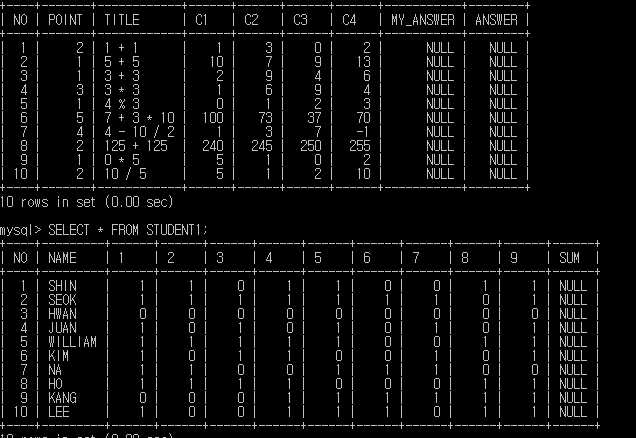 | NO | POINT | TITLE | C1 | C2 | C3 | C4 | MY_ANSWER | ANSWER |
| 1 | 2 | 1 + 1 | 1 | 3 | 0 | 2 | NULL | NULL |
| 2 | 1 | 5 + 5 | 10 | 7 | 9 | 13 | NULL | NULL |
| 3 | 1 | 3 + 3 | 2 | 9 | 4 | 6 | NULL | NULL |
| 4 | 3 | 3 * 3 | 1 | 6 | 9 | 4 | NULL | NULL |
| 5 | 1 | 4 % 3 | 0 | 1 | 2 | 3 | NULL | NULL |
| 6 | 5 | 7 + 3 * 10 | 100 | 73 | 37 | 70 | NULL | NULL |
| 7 | 4 | 4 - 10 / 2 | 1 | 3 | 7 | -1 | NULL | NULL |
| 8 | 2 | 125 + 125 | 240 | 245 | 250 | 255 | NULL | NULL |
| 9 | 1 | 0 * 5 | 5 | 1 | 0 | 2 | NULL | NULL |
| 10 | 2 | 10 / 5 | 5 | 1 | 2 | 10 | NULL | NULL |
10 rows in set (0.00 sec)
mysql> SELECT * FROM STUDENT1;
| NO | NAME | 1 | 2 | 3 | 4 | 5 | 6 | 7 | 8 | 9 | SUM |
| 1 | SHIN | 1 | 1 | 0 | 1 | 1 | 0 | 0 | 1 | 1 | NULL |
| 2 | SEOK | 1 | 1 | 1 | 1 | 1 | 0 | 1 | 0 | 1 | NULL |
| 3 | HWAN | 0 | 0 | 0 | 0 | 1 | 0 | 0 | 0 | 0 | NULL |
| 4 | JUAN | 1 | 0 | 1 | 0 | 1 | 0 | 1 | 0 | 1 | NULL |
| 5 | WILLIAM | 1 | 1 | 1 | 1 | 1 | 1 | 1 | 1 | 1 | NULL |
| 6 | KIM | 1 | 0 | 1 | 1 | 0 | 0 | 1 | 0 | 1 | NULL |
| 7 | NA | 1 | 1 | 0 | 1 | 0 | 1 | 1 | 0 | 0 | NULL |
| 8 | HO | 1 | 1 | 1 | 1 | 0 | 0 | 1 | 1 | 1 | NULL |
| 9 | KANG | 0 | 0 | 0 | 1 | 1 | 1 | 1 | 0 | 1 | NULL |
| 10 | LEE | 1 | 0 | 0 | 1 | 1 | 1 | 0 | 1 | 1 | NULL |
10 rows in set (0.00 sec)